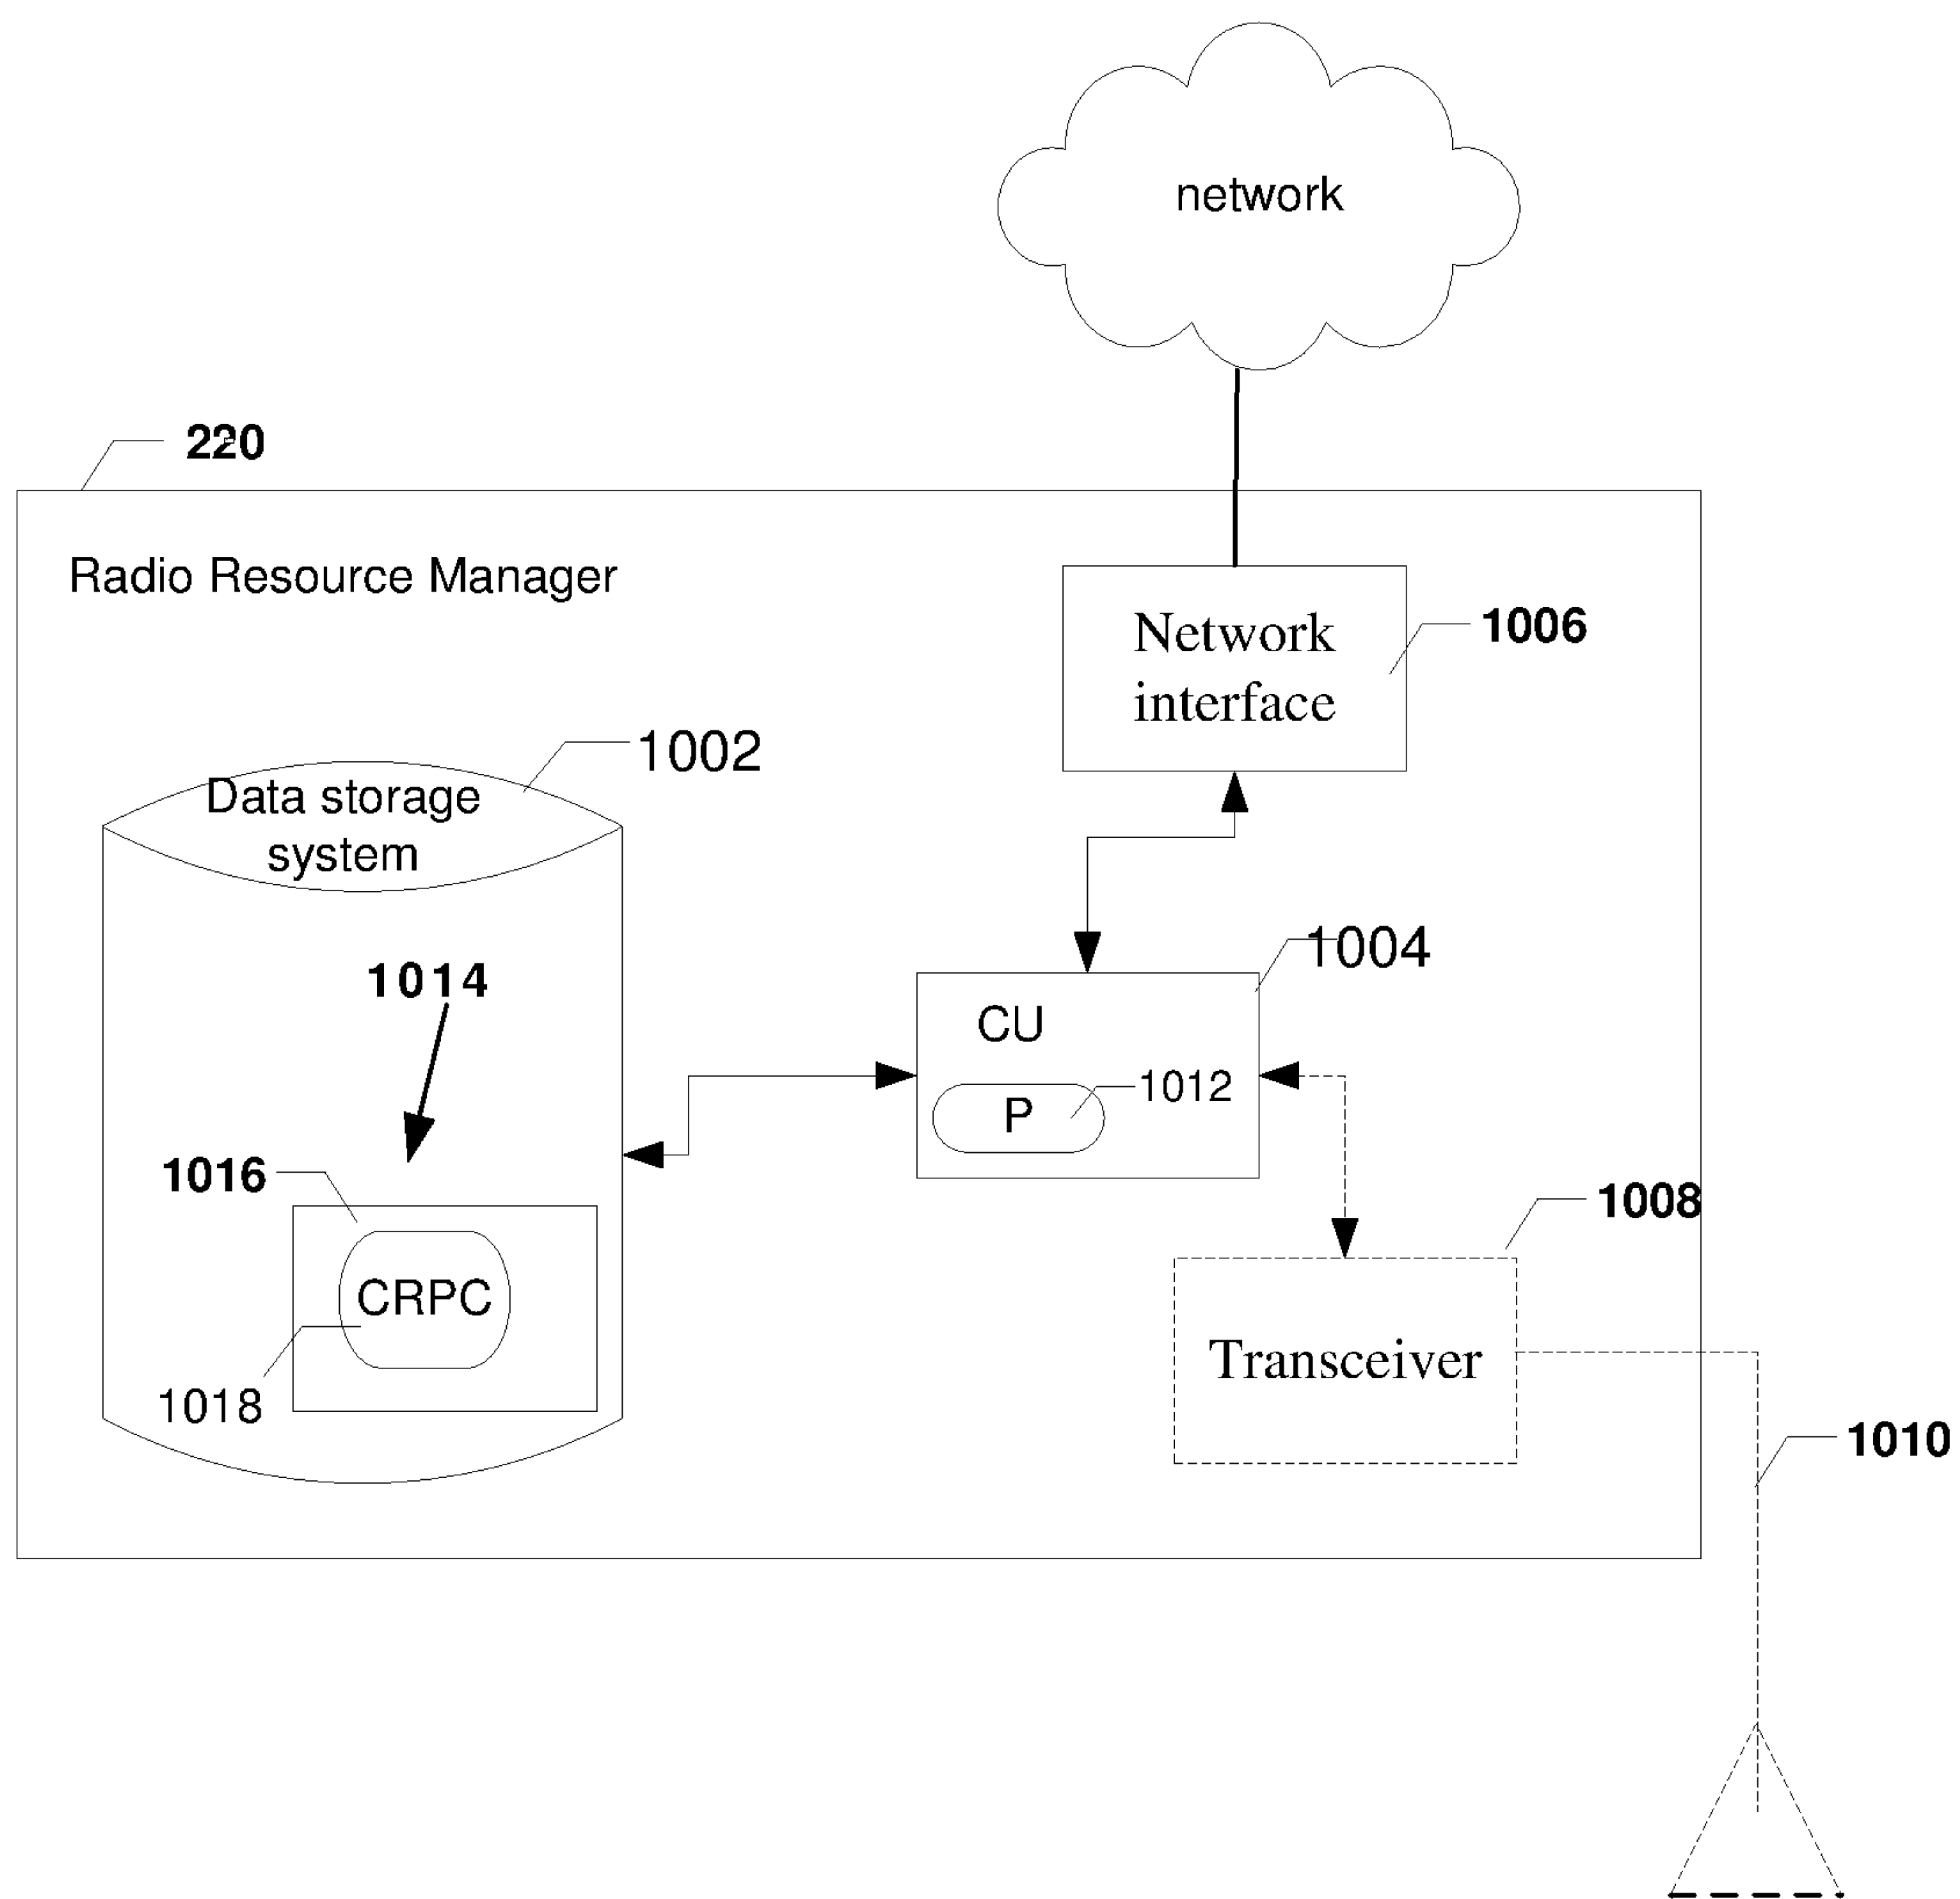 network
220
Radio Resource Manager
Network
interface
1006
1002
Data storage
system
1004
1014
CU
P
1012
1016
1008
CRPC
Transceiver
1018
1010